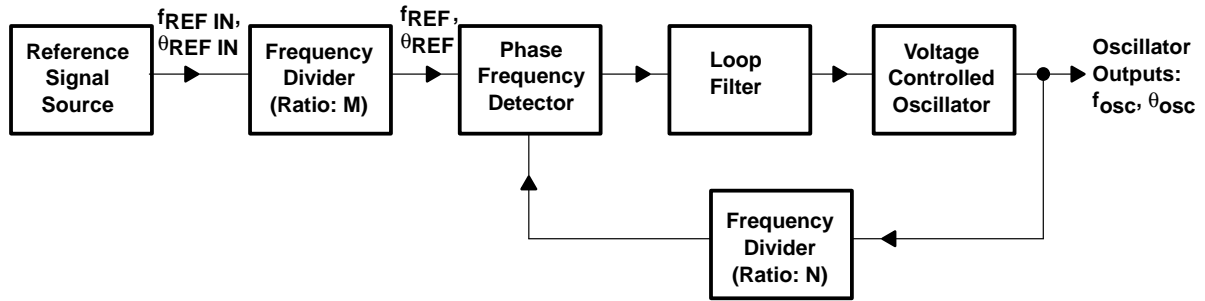 fREF IN,
θREF IN
fREF,
θREF
Reference
Signal
Source
Frequency
Divider
(Ratio: M)
Phase
Frequency
Detector
Loop
Filter
Voltage
Controlled
Oscillator
Oscillator
Outputs:
fosc, θosc
Frequency
Divider
(Ratio: N)